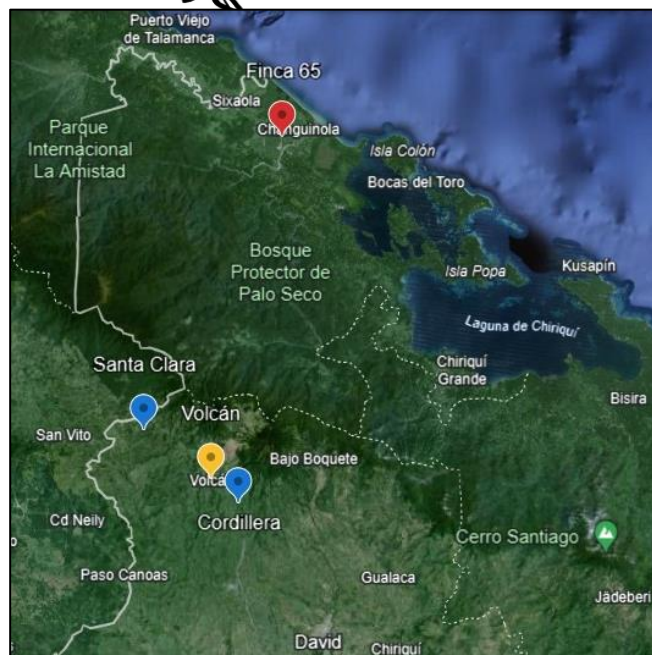 Puerto Viejo
de Talamanca
Finca 65
Sixaola
Changuinola
Parque
Internacional
La Amistad
Isla Colón
Bocas del Toro
Bosque
Protector de
Palo Seco
Isla Popa
Kusapín
Laguna de Chiriquí
Santa Clara
Chiriquí
Grande
Bisira
Volcán
San Vito
Bajo Boquete
Volcán
Cordillera
Cd Neily
Cerro Santiago
Paso Canoas
Gualaca
Jädeberi
David
Chiriquí